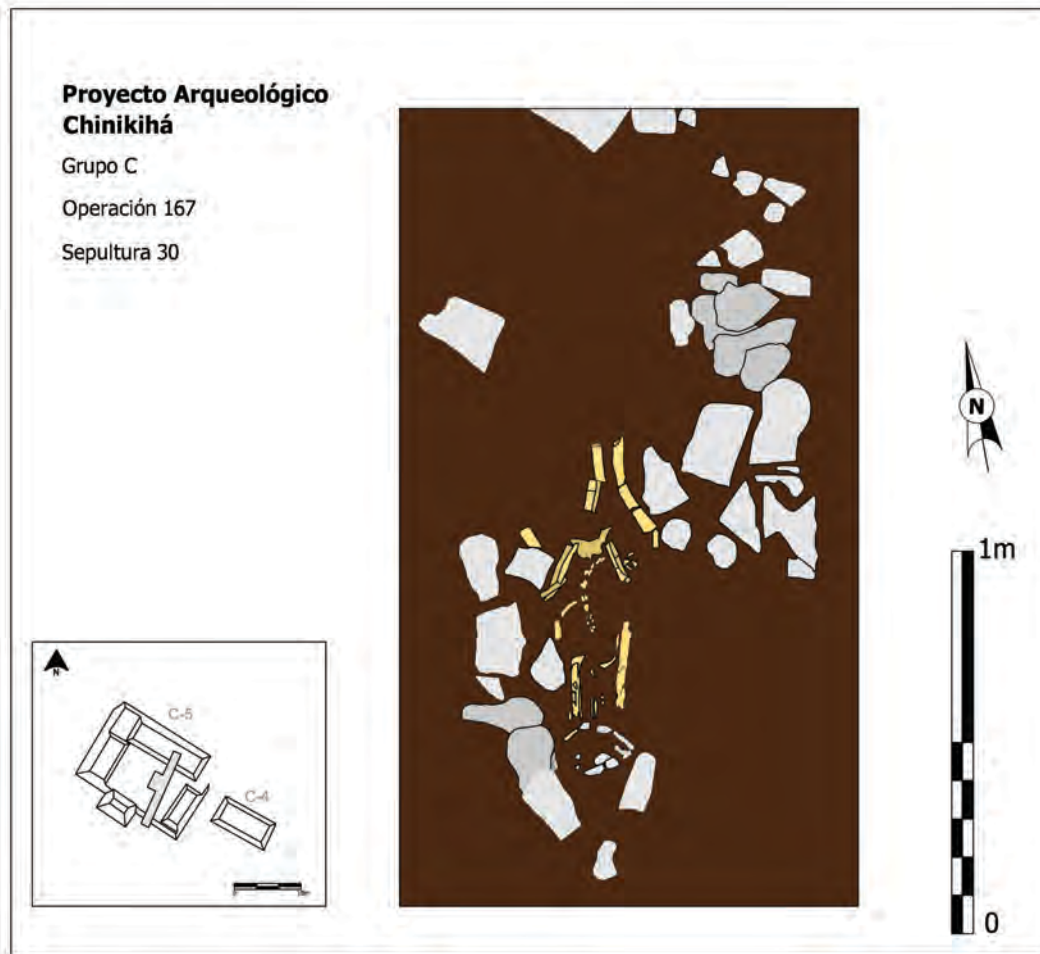 Proyecto Arqueológico
Chinikihá
Grupo C
Operación 167
Sepultura 30
N
1m
0
N
C-5
C-4